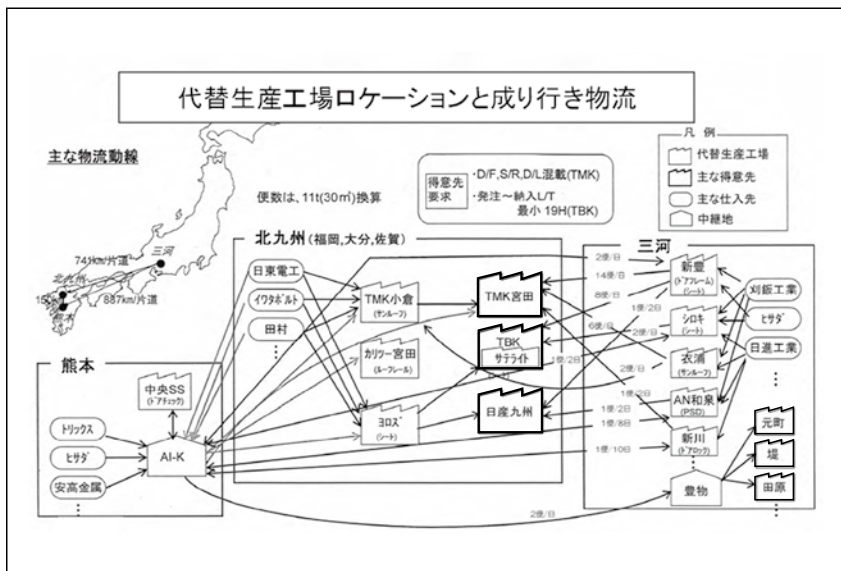 代替生産工場ロケーションと成り行き物流
凡 例
代替生産工場
主な得意先
主な仕入先
中継地
主な物流動線
便数は、11t(30㎥)換算
得意先
要求
・D/F,S/R,D/L混載(TMK)
・発注～納入L/T
最小 19H(TBK)
三河
741km/片道
北九州
887km/片道
北九州(福岡,大分,佐賀)
日東電工
イワタボルト
田村
TMK小倉
(サンルーフ)
カリツー宮田
(ルーフレール)
ヨロズ
(シート)
TMK宮田
TBK
サテライト
日産九州
熊本
中央SS
(ドアチェック)
トリックス
ヒサダ
安高金属
AI-K
三河
新豊
(ドアフレーム)
(シート)
シロキ
(シート)
衣浦
(サンルーフ)
AN和泉
(PSD)
新川
(ドアロック)
豊物
刈鈑工業
ヒサダ
日進工業
元町
堤
田原
2便/日
14便/日
8便/日
1便/2日
6便/日
2便/日
1便/2日
2便/日
1便/2日
1便/2日
1便/8日
1便/10日
2便/日